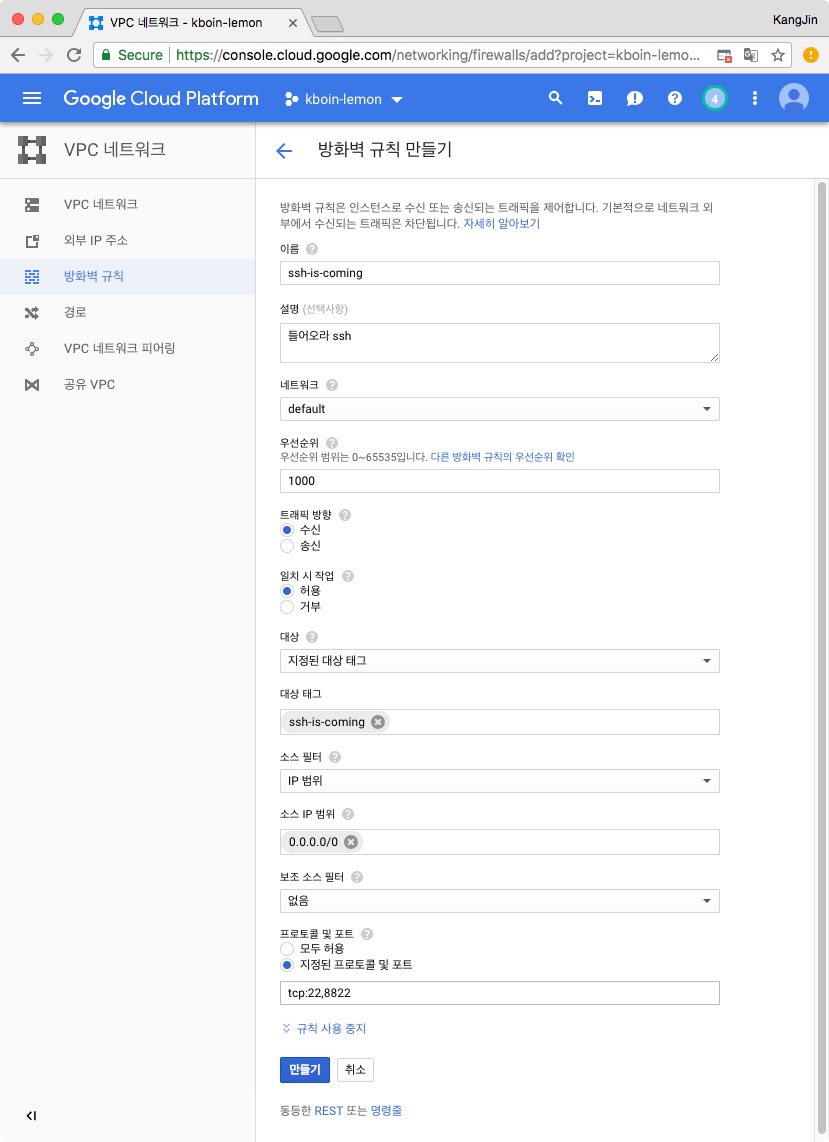 VPC 네트워크 - kboin-lemon
KangJin
Secure
https://console.cloud.google.com/networking/firewalls/add?project=kboin-lemo...
Google Cloud Platform
kboin-lemon
4
VPC 네트워크
방화벽 규칙 만들기
VPC 네트워크
외부 IP 주소
방화벽 규칙
경로
VPC 네트워크 피어링
공유 VPC
방화벽 규칙은 인스턴스로 수신 또는 송신되는 트래픽을 제어합니다. 기본적으로 네트워크 외
부에서 수신되는 트래픽은 차단됩니다. 자세히 알아보기
이름
ssh-is-coming
설명 (선택사항)
들어오라 ssh
네트워크
default
우선순위
우선순위 범위는 0~65535입니다. 다른 방화벽 규칙의 우선순위 확인
1000
트래픽 방향
수신
송신
일치 시 작업
허용
거부
대상
지정된 대상 태그
대상 태그
ssh-is-coming
소스 필터
IP 범위
소스 IP 범위
0.0.0.0/0
보조 소스 필터
없음
프로토콜 및 포트
모두 허용
지정된 프로토콜 및 포트
tcp:22,8822
규칙 사용 중지
만들기
취소
동등한 REST 또는 명령줄